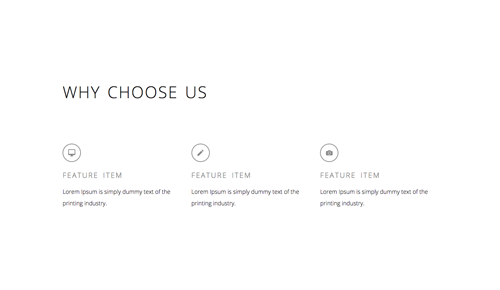 WHY CHOOSE US
FEATURE ITEM
Lorem Ipsum is simply dummy text of the
printing industry.
FEATURE ITEM
Lorem Ipsum is simply dummy text of the
printing industry.
FEATURE ITEM
Lorem Ipsum is simply dummy text of the
printing industry.